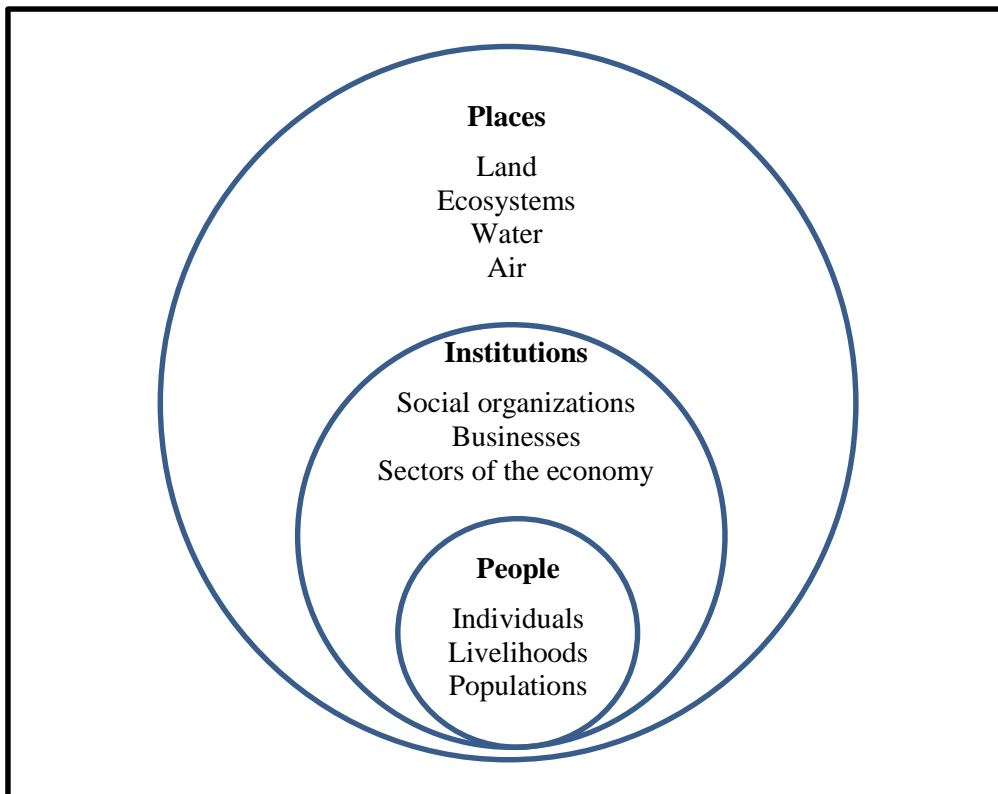 Places
Land
Ecosystems
Water
Air
Institutions
Social organizations
Businesses
Sectors of the economy
People
Individuals
Livelihoods
Populations